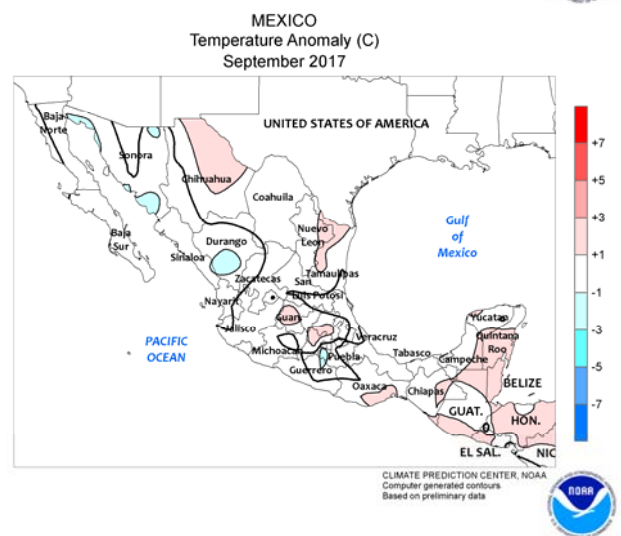 MEXICO
Temperature Anomaly (C)
September 2017
Baja
Norte
Sonora
UNITED STATES OF AMERICA
Chihuahua
Coahuila
Baja
Sur
Sinaloa
Durango
Nuevo
Leon
Gulf
of
Mexico
Zacatecas
San
Luis Potosi
Tamaulipas
Nayarit
Jalisco
Guan.
Michoacan
Veracruz
Puebla
Guerrero
Oaxaca
Tabasco
Chiapas
Campeche
Yucatan
Quintana
Roo
PACIFIC
OCEAN
BELIZE
GUAT.
HON.
0
EL SAL.
NIC
+7
+5
+3
+1
-1
-3
-5
-7
CLIMATE PREDICTION CENTER, NOAA
Computer generated contours
Based on preliminary data
NOAA